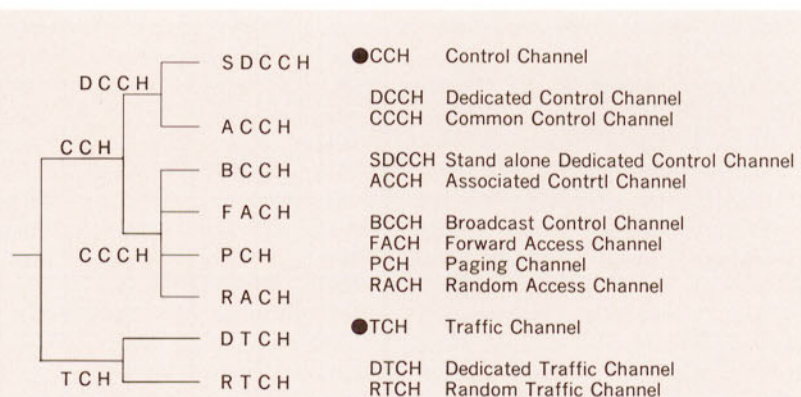 DCCH
CCH
CCCH
TCH
SDCCH
ACCH
BCCH
FACH
PCH
RACH
DTCH
RTCH
●CCH Control Channel
DCCH Dedicated Control Channel
CCCH Common Control Channel
SDCCH Stand alone Dedicated Control Channel
ACCH Associated Contrtl Channel
BCCH Broadcast Control Channel
FACH Forward Access Channel
PCH Paging Channel
RACH Random Access Channel
●TCH Traffic Channel
DTCH Dedicated Traffic Channel
RTCH Random Traffic Channel